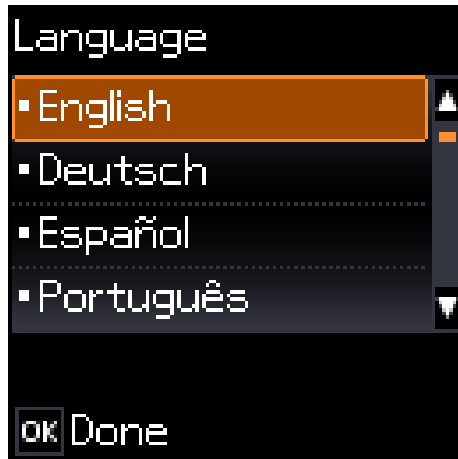 Language
▪English
▪Deutsch
▪Español
▪Português
OK Done